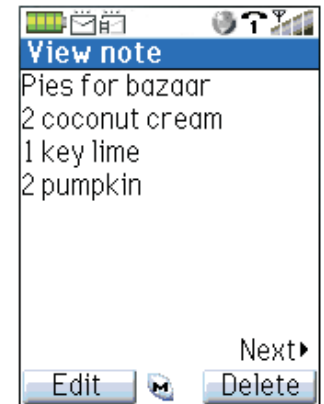 View note
Pies for bazaar
2 coconut cream
1 key lime
2 pumpkin
Next
Edit M Delete